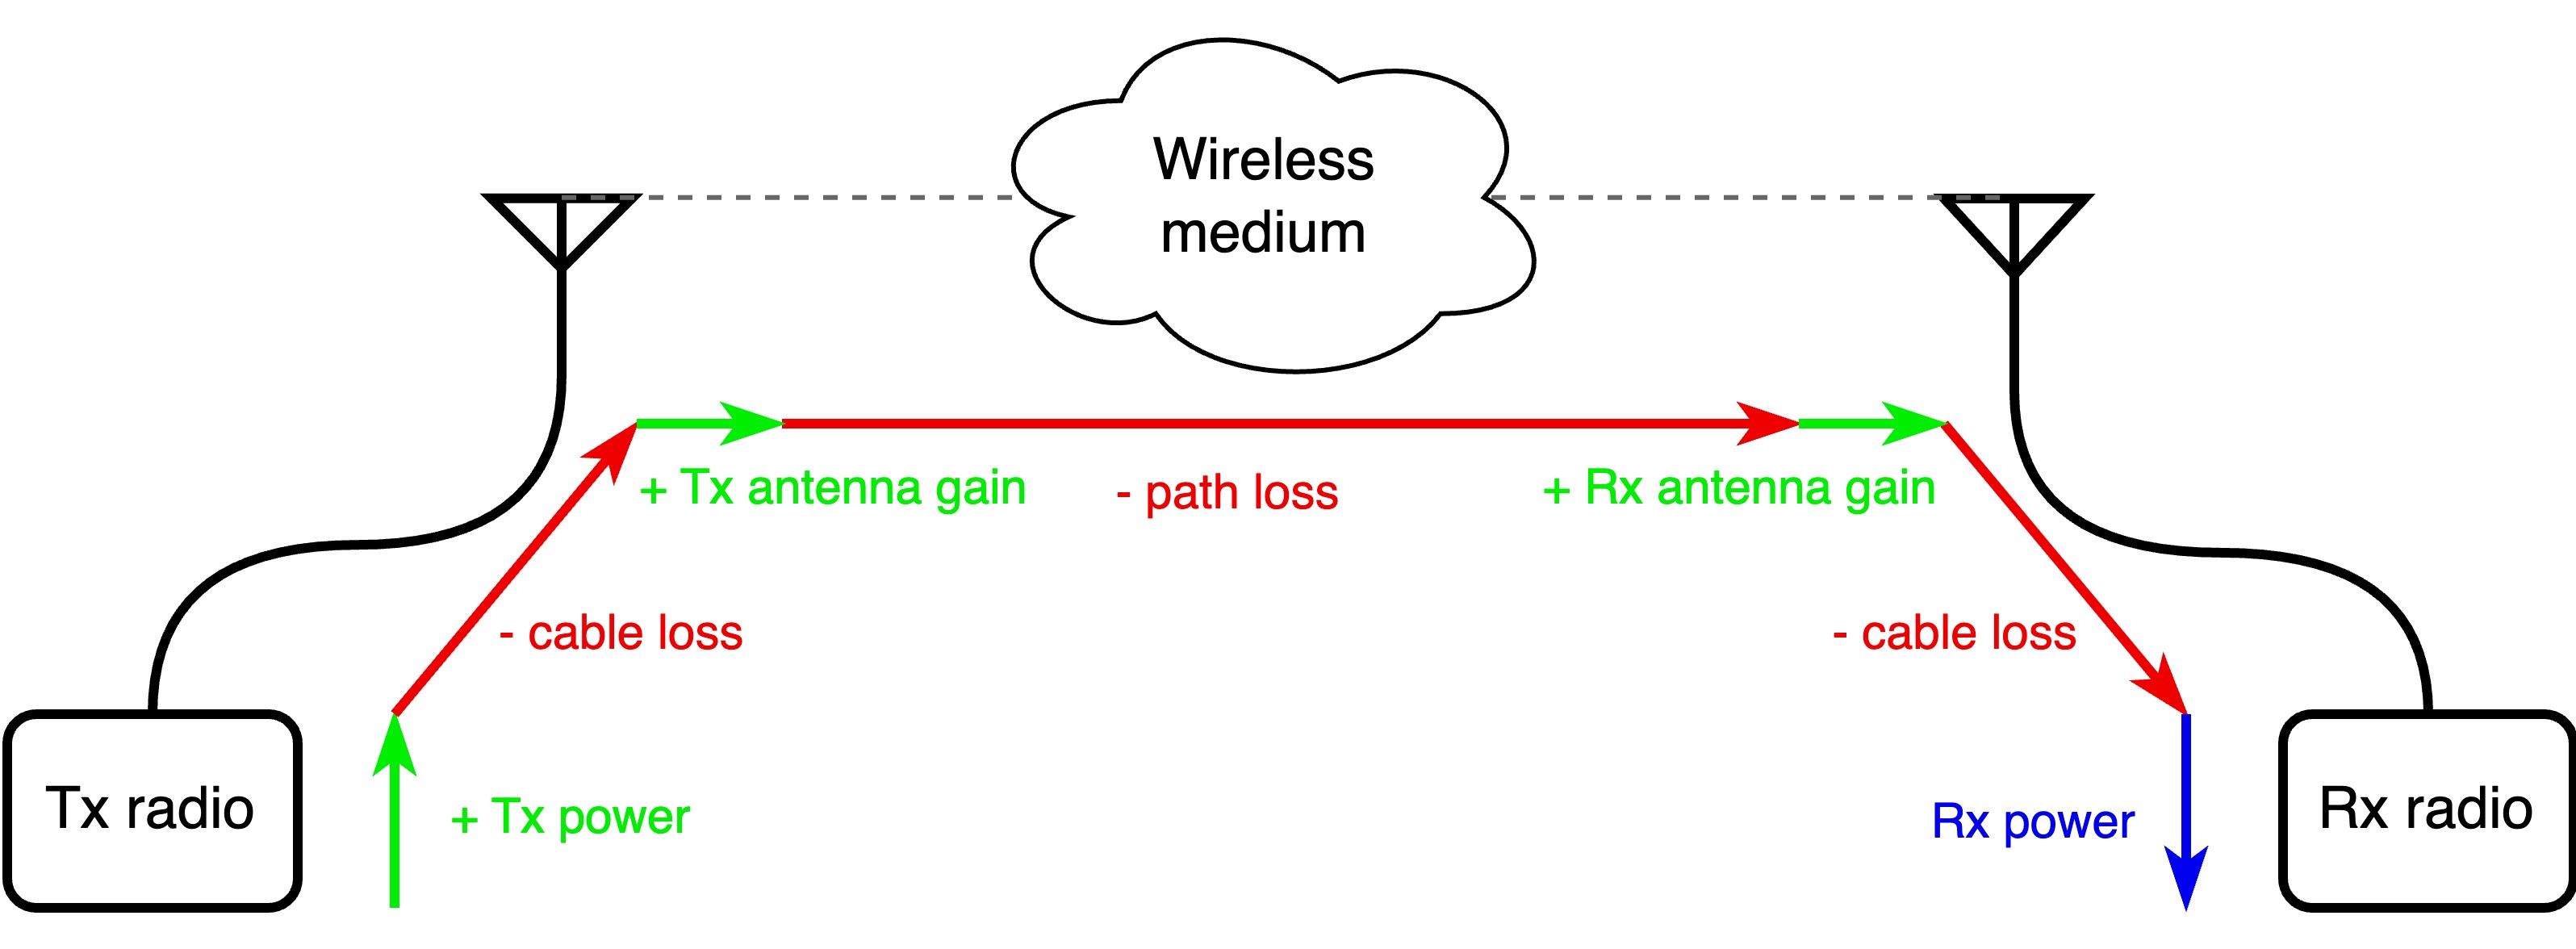 Wireless
medium
+ Tx antenna gain
- path loss
+ Rx antenna gain
- cable loss
- cable loss
Tx radio
+ Tx power
Rx power
Rx radio